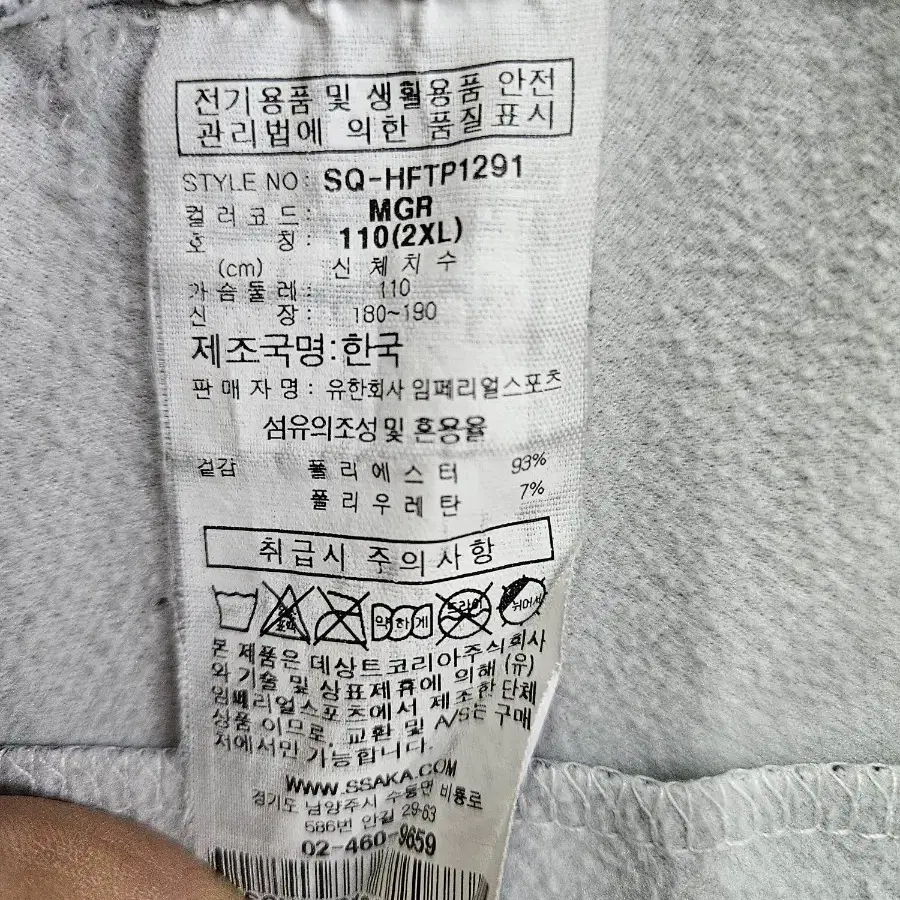 전기용품 및 생활용품 안전
관리법에 의한 품질표시
STYLE NO: SQ-HFTP1291
컬러코드: MGR
호 칭: 110(2XL)
(cm) 신체치수
가슴둘레: 110
신 장: 180~190
제조국명:한국
판매자명: 유한회사 임페리얼스포츠
섬유의조성및 혼용율
겉감 폴리에스터 93%
폴리우레탄 7%
취급시 주의사항
약하게 드라이 뉘어서
본 제품은 데상트코리아주식회사
와 기술 및 상표제휴에 의해 (유)
임페리얼스포츠에서 제조한 단체
상품 이므로, 교환 및 A/S는 구매
처에서만 가능합니다.
WWW.SSAKA.COM
경기도 남양주시 수동면 비룡로
586번 안길 29-63
02-460-9659